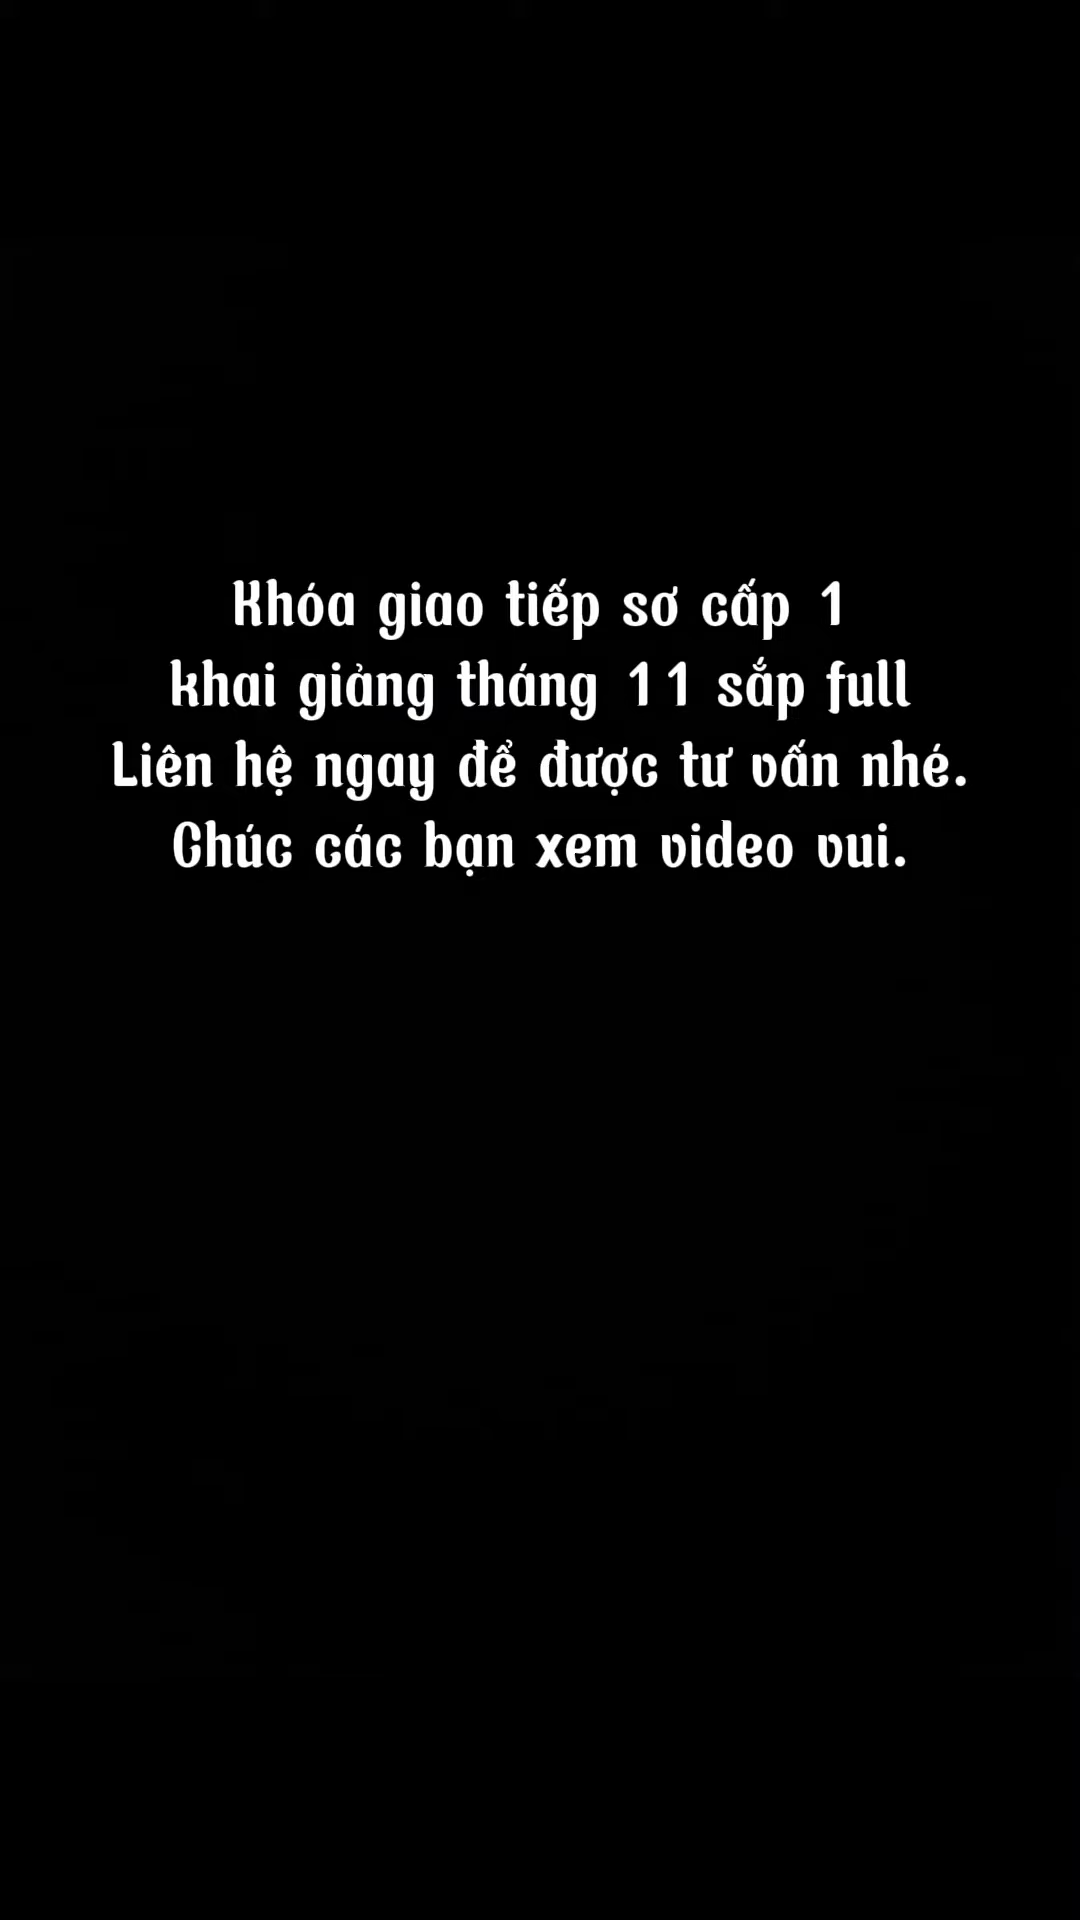 Khóa giao tiếp sơ cấp 1
khai giảng tháng 11 sắp full
Liên hệ ngay để được tư vấn nhé.
Chúc các bạn xem video vui.